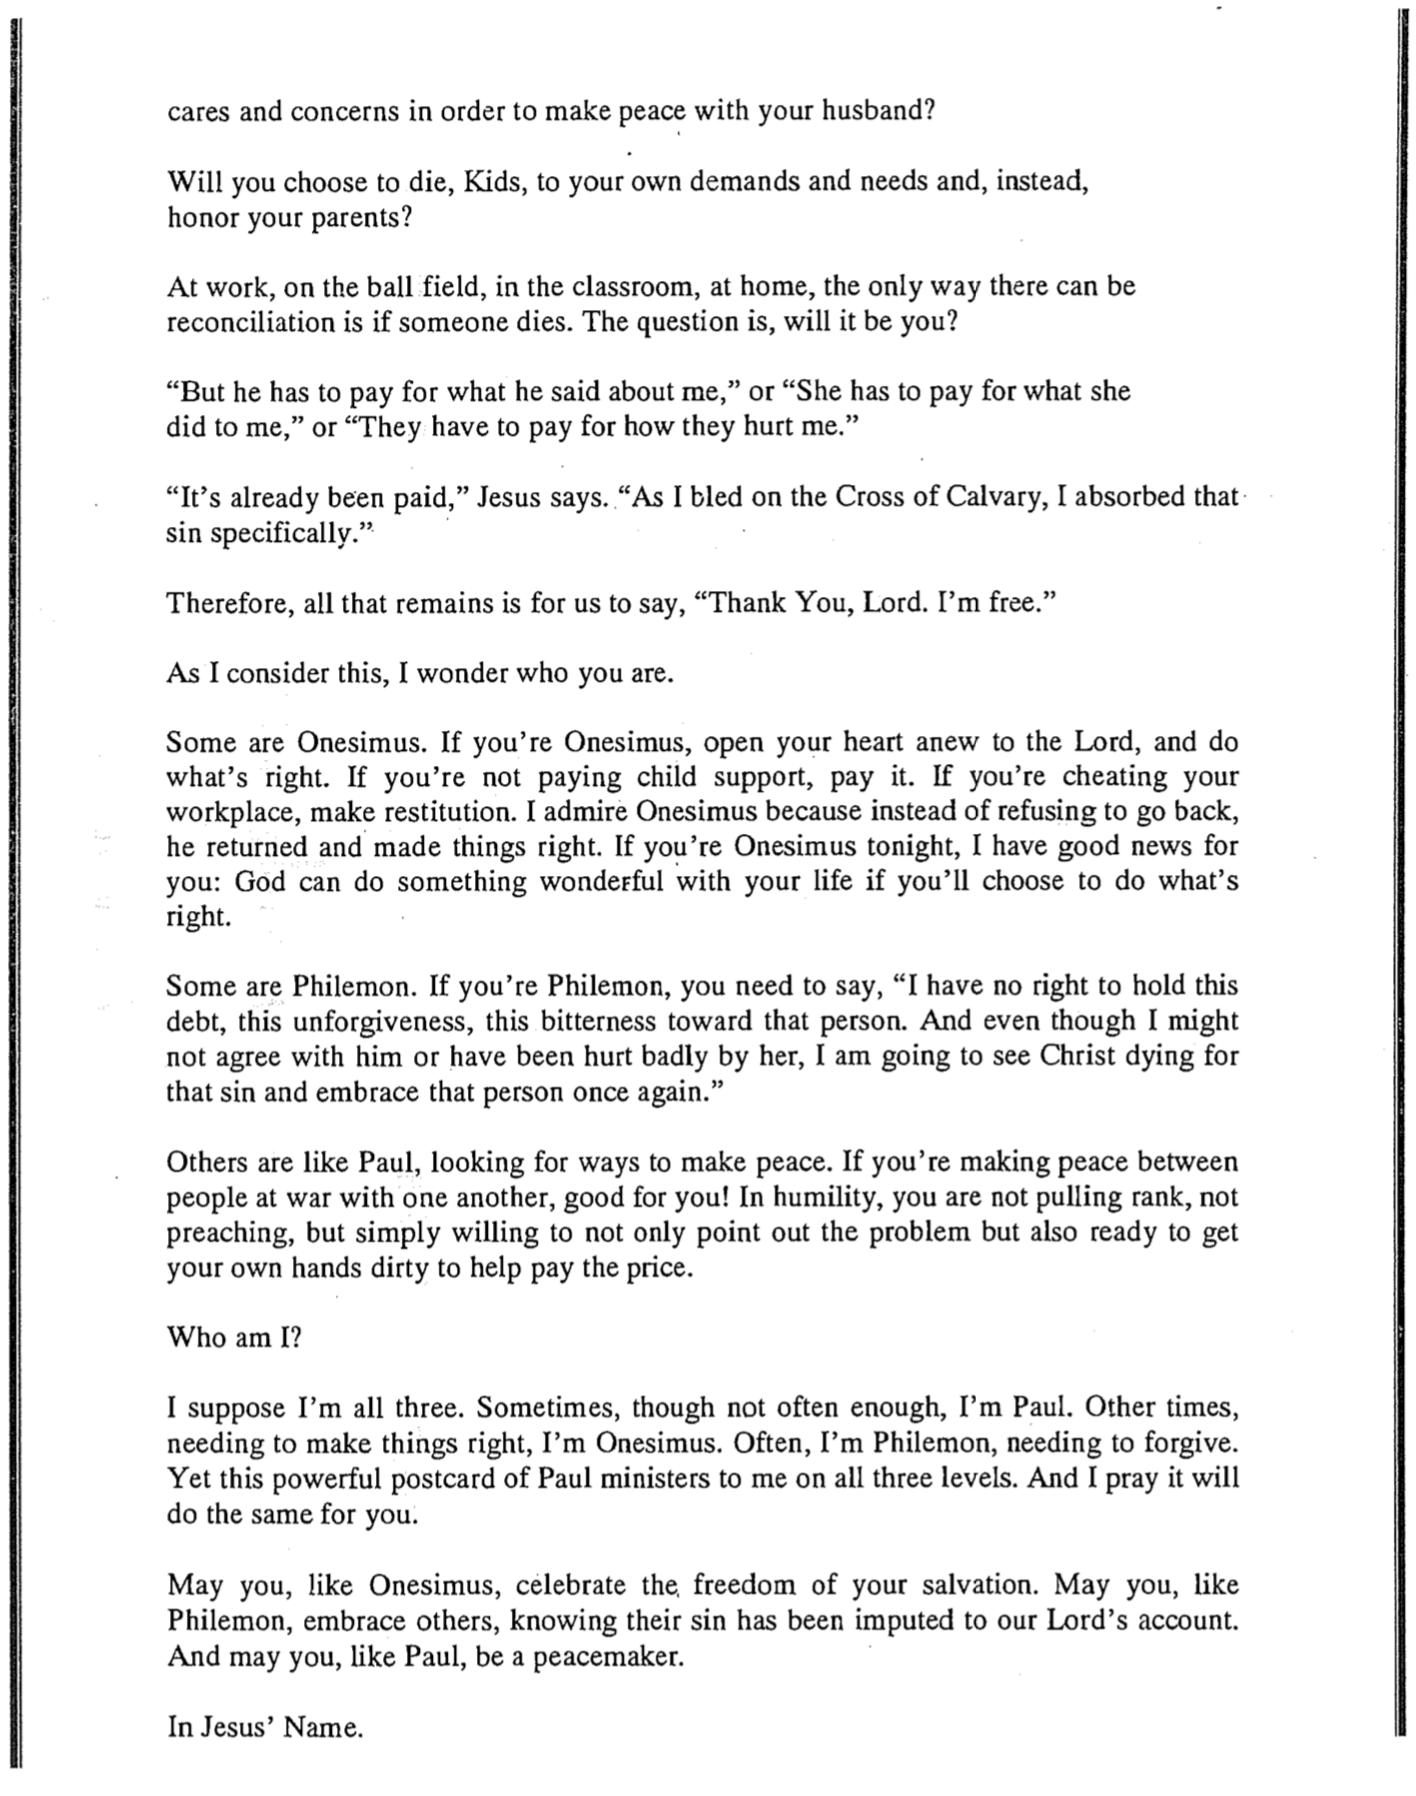 cares and concerns in order to make peace with your husband?
Will you choose to die, Kids, to your own demands and needs and, instead,
honor your parents?
At work, on the ball field, in the classroom, at home, the only way there can be
reconciliation is if someone dies. The question is, will it be you?
“But he has to pay for what he said about me,” or “She has to pay for what she
did to me,” or “They have to pay for how they hurt me.”
“It’s already been paid,” Jesus says. “As I bled on the Cross of Calvary, I absorbed that
sin specifically.”
Therefore, all that remains is for us to say, “Thank You, Lord. I’m free.”
As I consider this, I wonder who you are.
Some are Onesimus. If you’re Onesimus, open your heart anew to the Lord, and do
what’s right. If you’re not paying child support, pay it. If you’re cheating your
workplace, make restitution. I admire Onesimus because instead of refusing to go back,
he returned and made things right. If you’re Onesimus tonight, I have good news for
you: God can do something wonderful with your life if you’ll choose to do what’s
right.
Some are Philemon. If you’re Philemon, you need to say, “I have no right to hold this
debt, this unforgiveness, this bitterness toward that person. And even though I might
not agree with him or have been hurt badly by her, I am going to see Christ dying for
that sin and embrace that person once again.”
Others are like Paul, looking for ways to make peace. If you’re making peace between
people at war with one another, good for you! In humility, you are not pulling rank, not
preaching, but simply willing to not only point out the problem but also ready to get
your own hands dirty to help pay the price.
Who am I?
I suppose I’m all three. Sometimes, though not often enough, I’m Paul. Other times,
needing to make things right, I’m Onesimus. Often, I’m Philemon, needing to forgive.
Yet this powerful postcard of Paul ministers to me on all three levels. And I pray it will
do the same for you.
May you, like Onesimus, celebrate the freedom of your salvation. May you, like
Philemon, embrace others, knowing their sin has been imputed to our Lord’s account.
And may you, like Paul, be a peacemaker.
In Jesus’ Name.